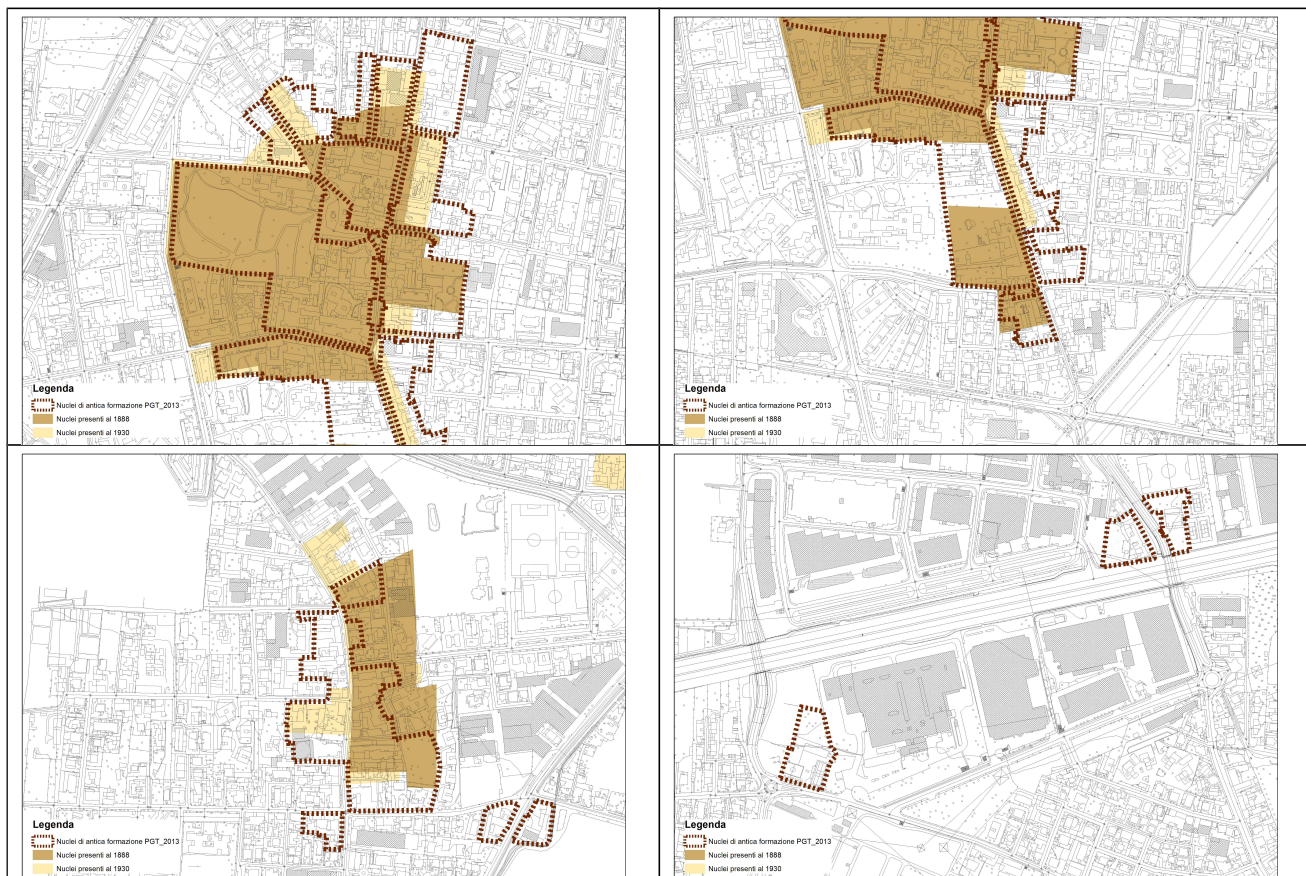 Legenda
Nuclei di antica formazione PGT_2013
Nuclei presenti al 1888
Nuclei presenti al 1930
Legenda
Nuclei di antica formazione PGT_2013
Nuclei presenti al 1888
Nuclei presenti al 1930
Legenda
Nuclei di antica formazione PGT_2013
Nuclei presenti al 1888
Nuclei presenti al 1930
Legenda
Nuclei di antica formazione PGT_2013
Nuclei presenti al 1888
Nuclei presenti al 1930